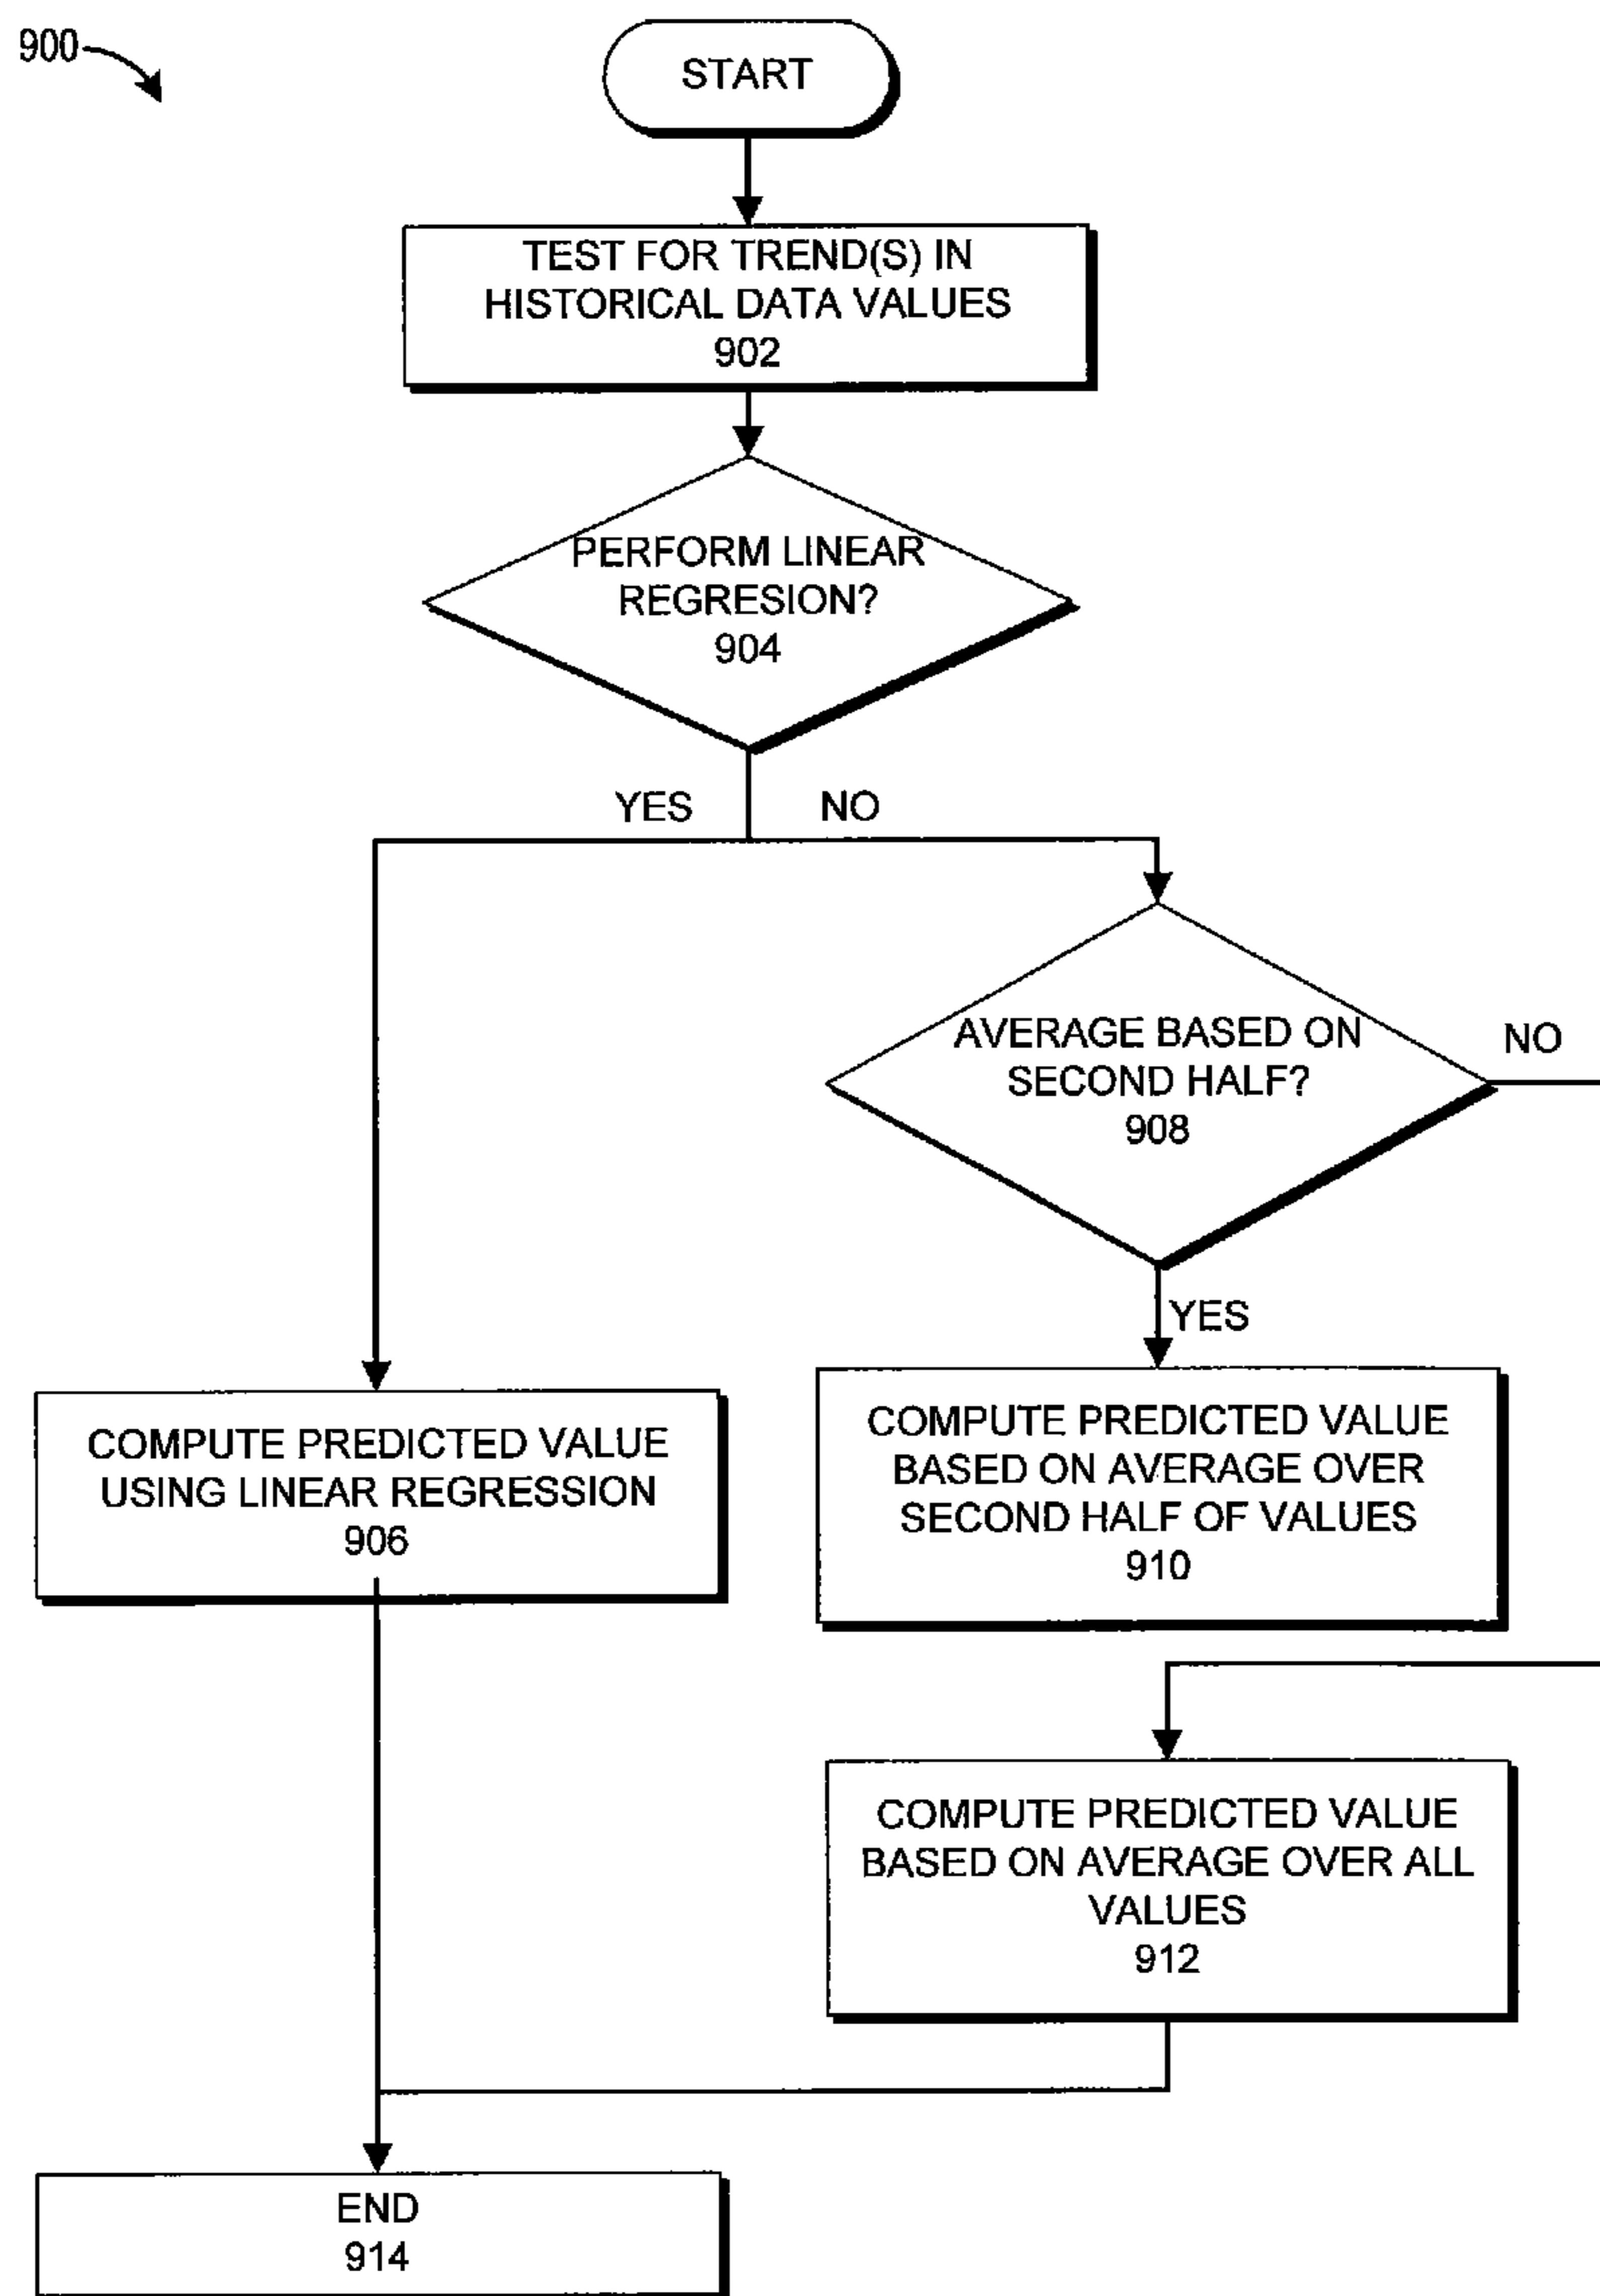 900
START
TEST FOR TREND(S) IN
HISTORICAL DATA VALUES
902
PERFORM LINEAR
REGRESION?
904
YES
NO
AVERAGE BASED ON
SECOND HALF?
908
NO
YES
COMPUTE PREDICTED VALUE
USING LINEAR REGRESSION
906
COMPUTE PREDICTED VALUE
BASED ON AVERAGE OVER
SECOND HALF OF VALUES
910
COMPUTE PREDICTED VALUE
BASED ON AVERAGE OVER ALL
VALUES
912
END
914